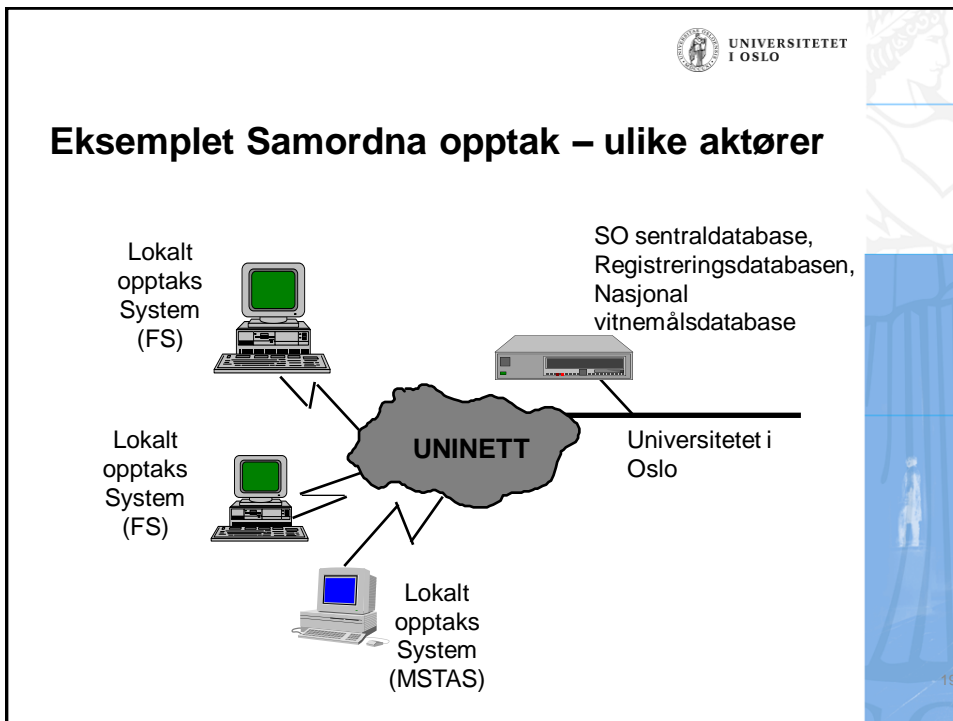 UNIVERSITETET
I OSLO
Eksemplet Samordna opptak – ulike aktører
Lokalt
opptaks
System
(FS)
SO sentraldatabase,
Registreringsdatabasen,
Nasjonal
vitnemålsdatabase
Lokalt
opptaks
System
(FS)
UNINETT
Universitetet i
Oslo
Lokalt
opptaks
System
(MSTAS)
19